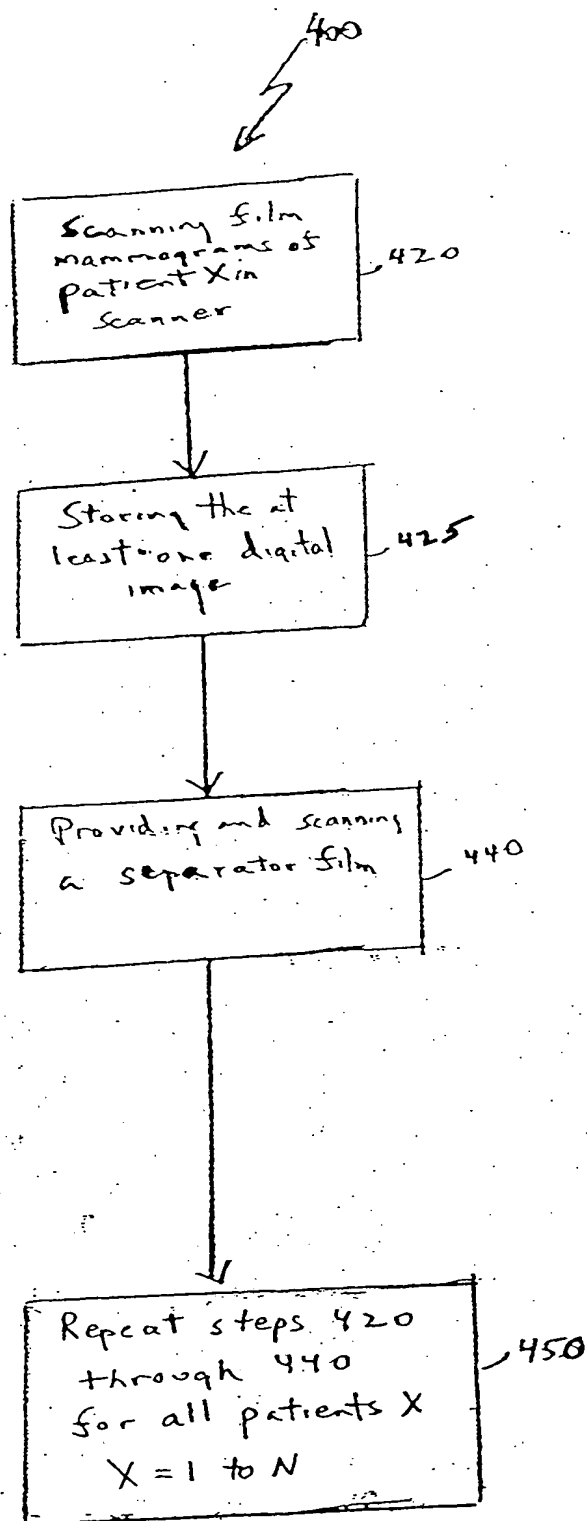 400
Scanning film
mammograms of
patient X in
scanner
420
Storing the at
least one digital
image
425
Providing and scanning
a separator film
440
Repeat steps 420
through 440
for all patients X
X = 1 to N
450